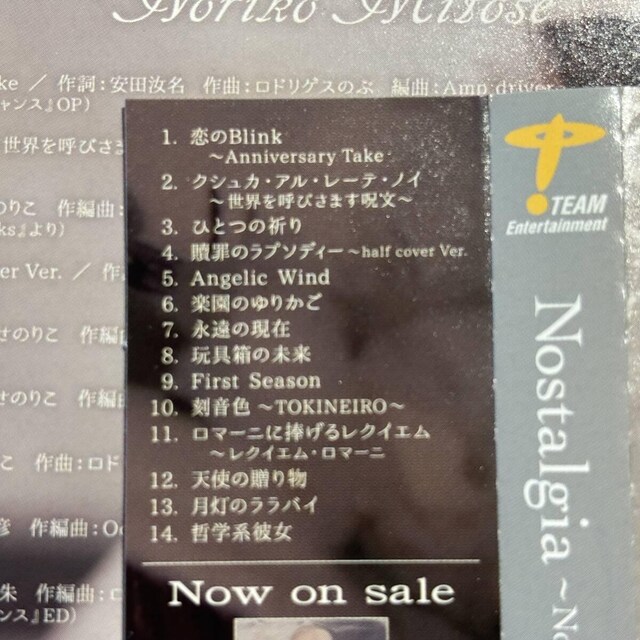 Noriko Mitose
ke ／ 作詞：安田汝名　作曲：ロドリゲスのぶ　編曲：Amp.drive
ャンス』OP）
世界を呼びさま
1. 恋のBlink
～Anniversary Take
2. クシュカ・アル・レーテ・ノイ
～世界を呼びさます呪文～
3. ひとつの祈り
4. 贖罪のラプソディー～half cover Ver.
5. Angelic Wind
6. 楽園のゆりかご
7. 永遠の現在
8. 玩具箱の未来
9. First Season
10. 刻音色 ～TOKINEIRO～
11. ロマーニに捧げるレクイエム
～レクイエム・ロマーニ
12. 天使の贈り物
13. 月灯のララバイ
14. 哲学系彼女
Now on sale
TEAM
Entertainment
Nostalgia
のりこ　作編曲：
ks』より）
er Ver. ／ 作
せのりこ　作編
せのりこ　作編曲
こ　作曲：ロド
彦　作編曲：Oc
朱　作編曲：ロ
ンス』ED）